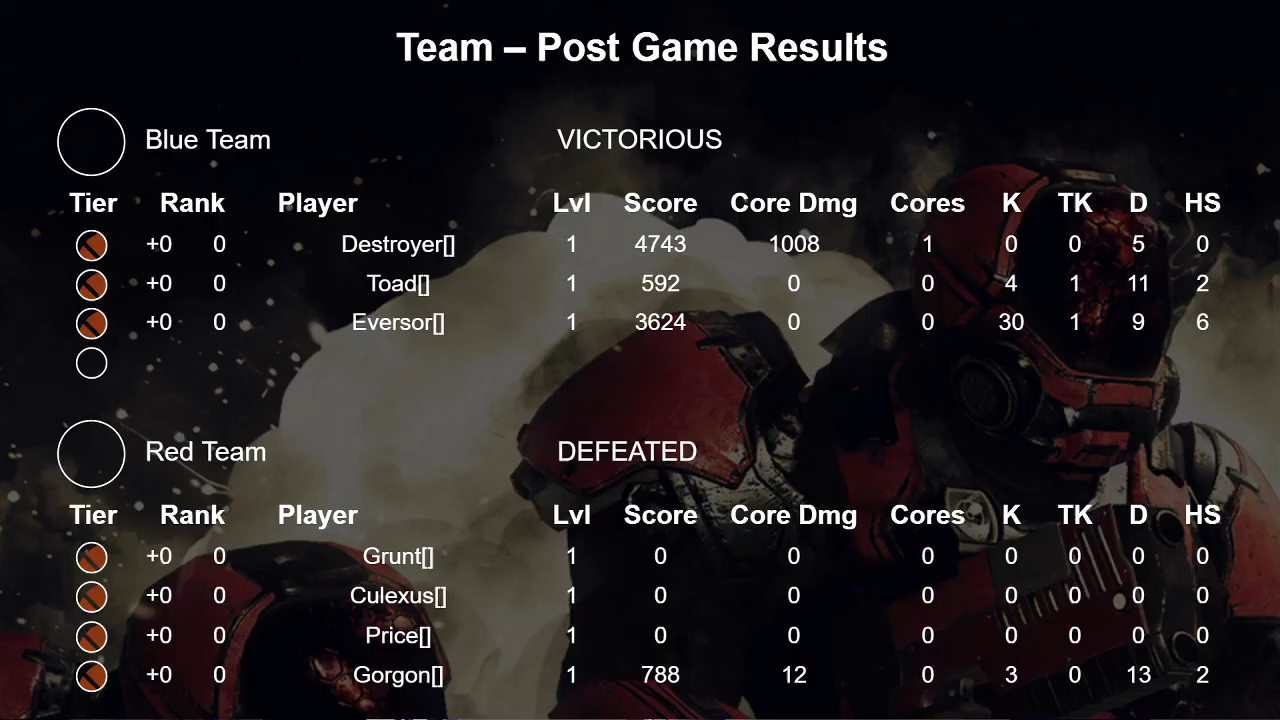 Team – Post Game Results
Blue Team VICTORIOUS
Tier Rank Player Lvl Score Core Dmg Cores K TK D HS
+0 0 Destroyer[] 1 4743 1008 1 0 0 5 0
+0 0 Toad[] 1 592 0 0 4 1 11 2
+0 0 Eversor[] 1 3624 0 0 30 1 9 6
Red Team DEFEATED
Tier Rank Player Lvl Score Core Dmg Cores K TK D HS
+0 0 Grunt[] 1 0 0 0 0 0 0 0
+0 0 Culexus[] 1 0 0 0 0 0 0 0
+0 0 Price[] 1 0 0 0 0 0 0 0
+0 0 Gorgon[] 1 788 12 0 3 0 13 2